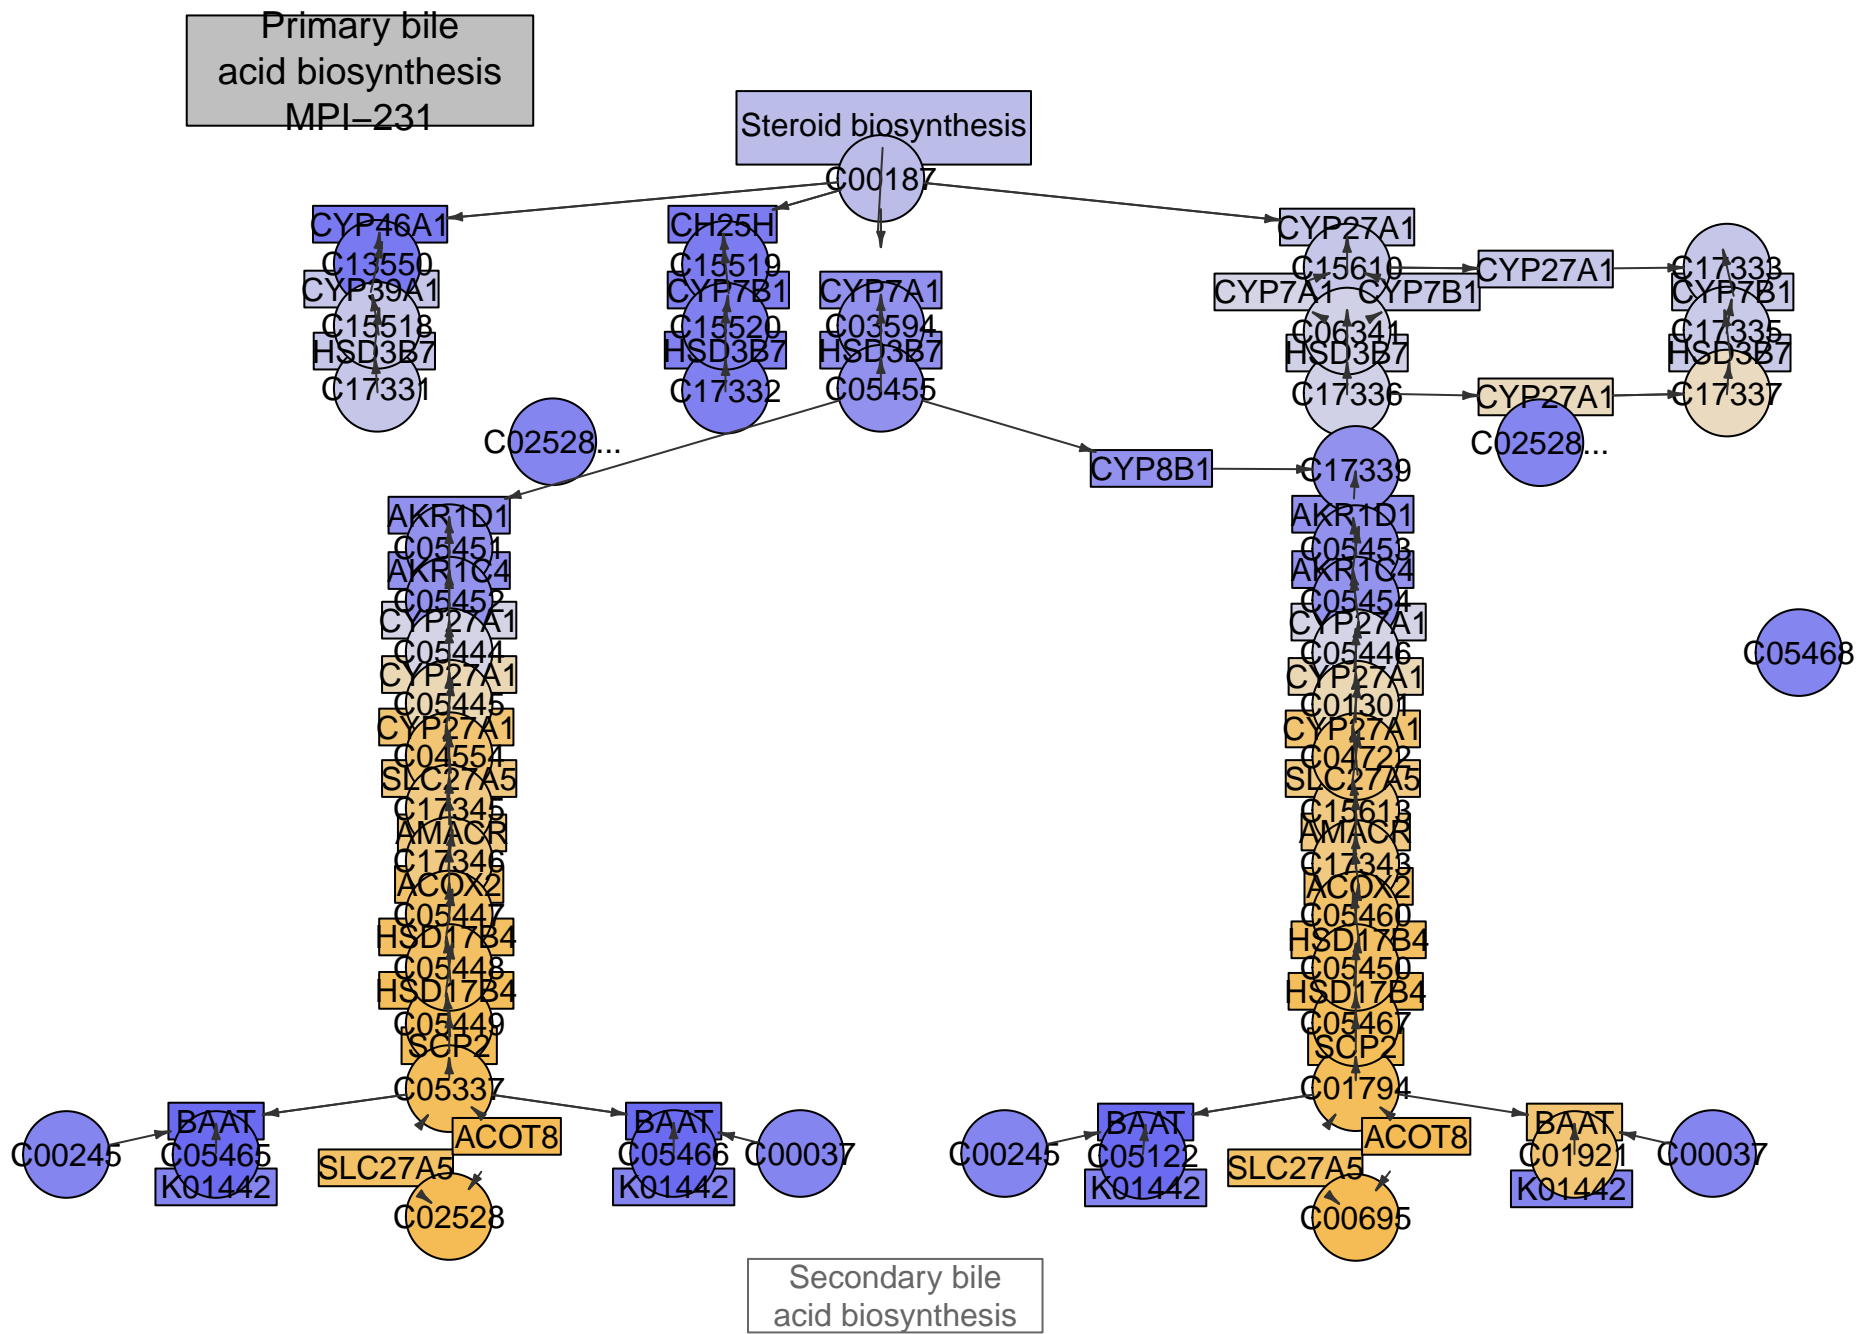 Primary bile
acid biosynthesis
MPI−231
Steroid biosynthesis
C00187
CYP46A1
C13550
CYP39A1
C15518
HSD3B7
C17331
CH25H
C15519
CYP7B1
C15520
HSD3B7
C17332
CYP7A1
C03594
HSD3B7
C05455
CYP27A1
C15610
CYP7A1
CYP7B1
C06341
HSD3B7
C17336
CYP27A1
CYP27A1
C17333
CYP7B1
C17335
HSD3B7
C17337
C02528...
C02528...
CYP8B1
C17339
AKR1D1
C05451
AKR1C4
C05452
CYP27A1
C05444
CYP27A1
C05445
CYP27A1
C04554
SLC27A5
C17345
AMACR
C17346
ACOX2
C05447
HSD17B4
C05448
HSD17B4
C05449
SCP2
C05337
AKR1D1
C05453
AKR1C4
C05454
CYP27A1
C05446
CYP27A1
C01301
CYP27A1
C04722
SLC27A5
C15613
AMACR
C17343
ACOX2
C05460
HSD17B4
C05450
HSD17B4
C05467
SCP2
C01794
C05468
C00245
BAAT
C05465
K01442
SLC27A5
ACOT8
C02528
BAAT
C05466
K01442
C00037
C00245
BAAT
C05122
K01442
SLC27A5
ACOT8
C00695
BAAT
C01921
K01442
C00037
Secondary bile
acid biosynthesis